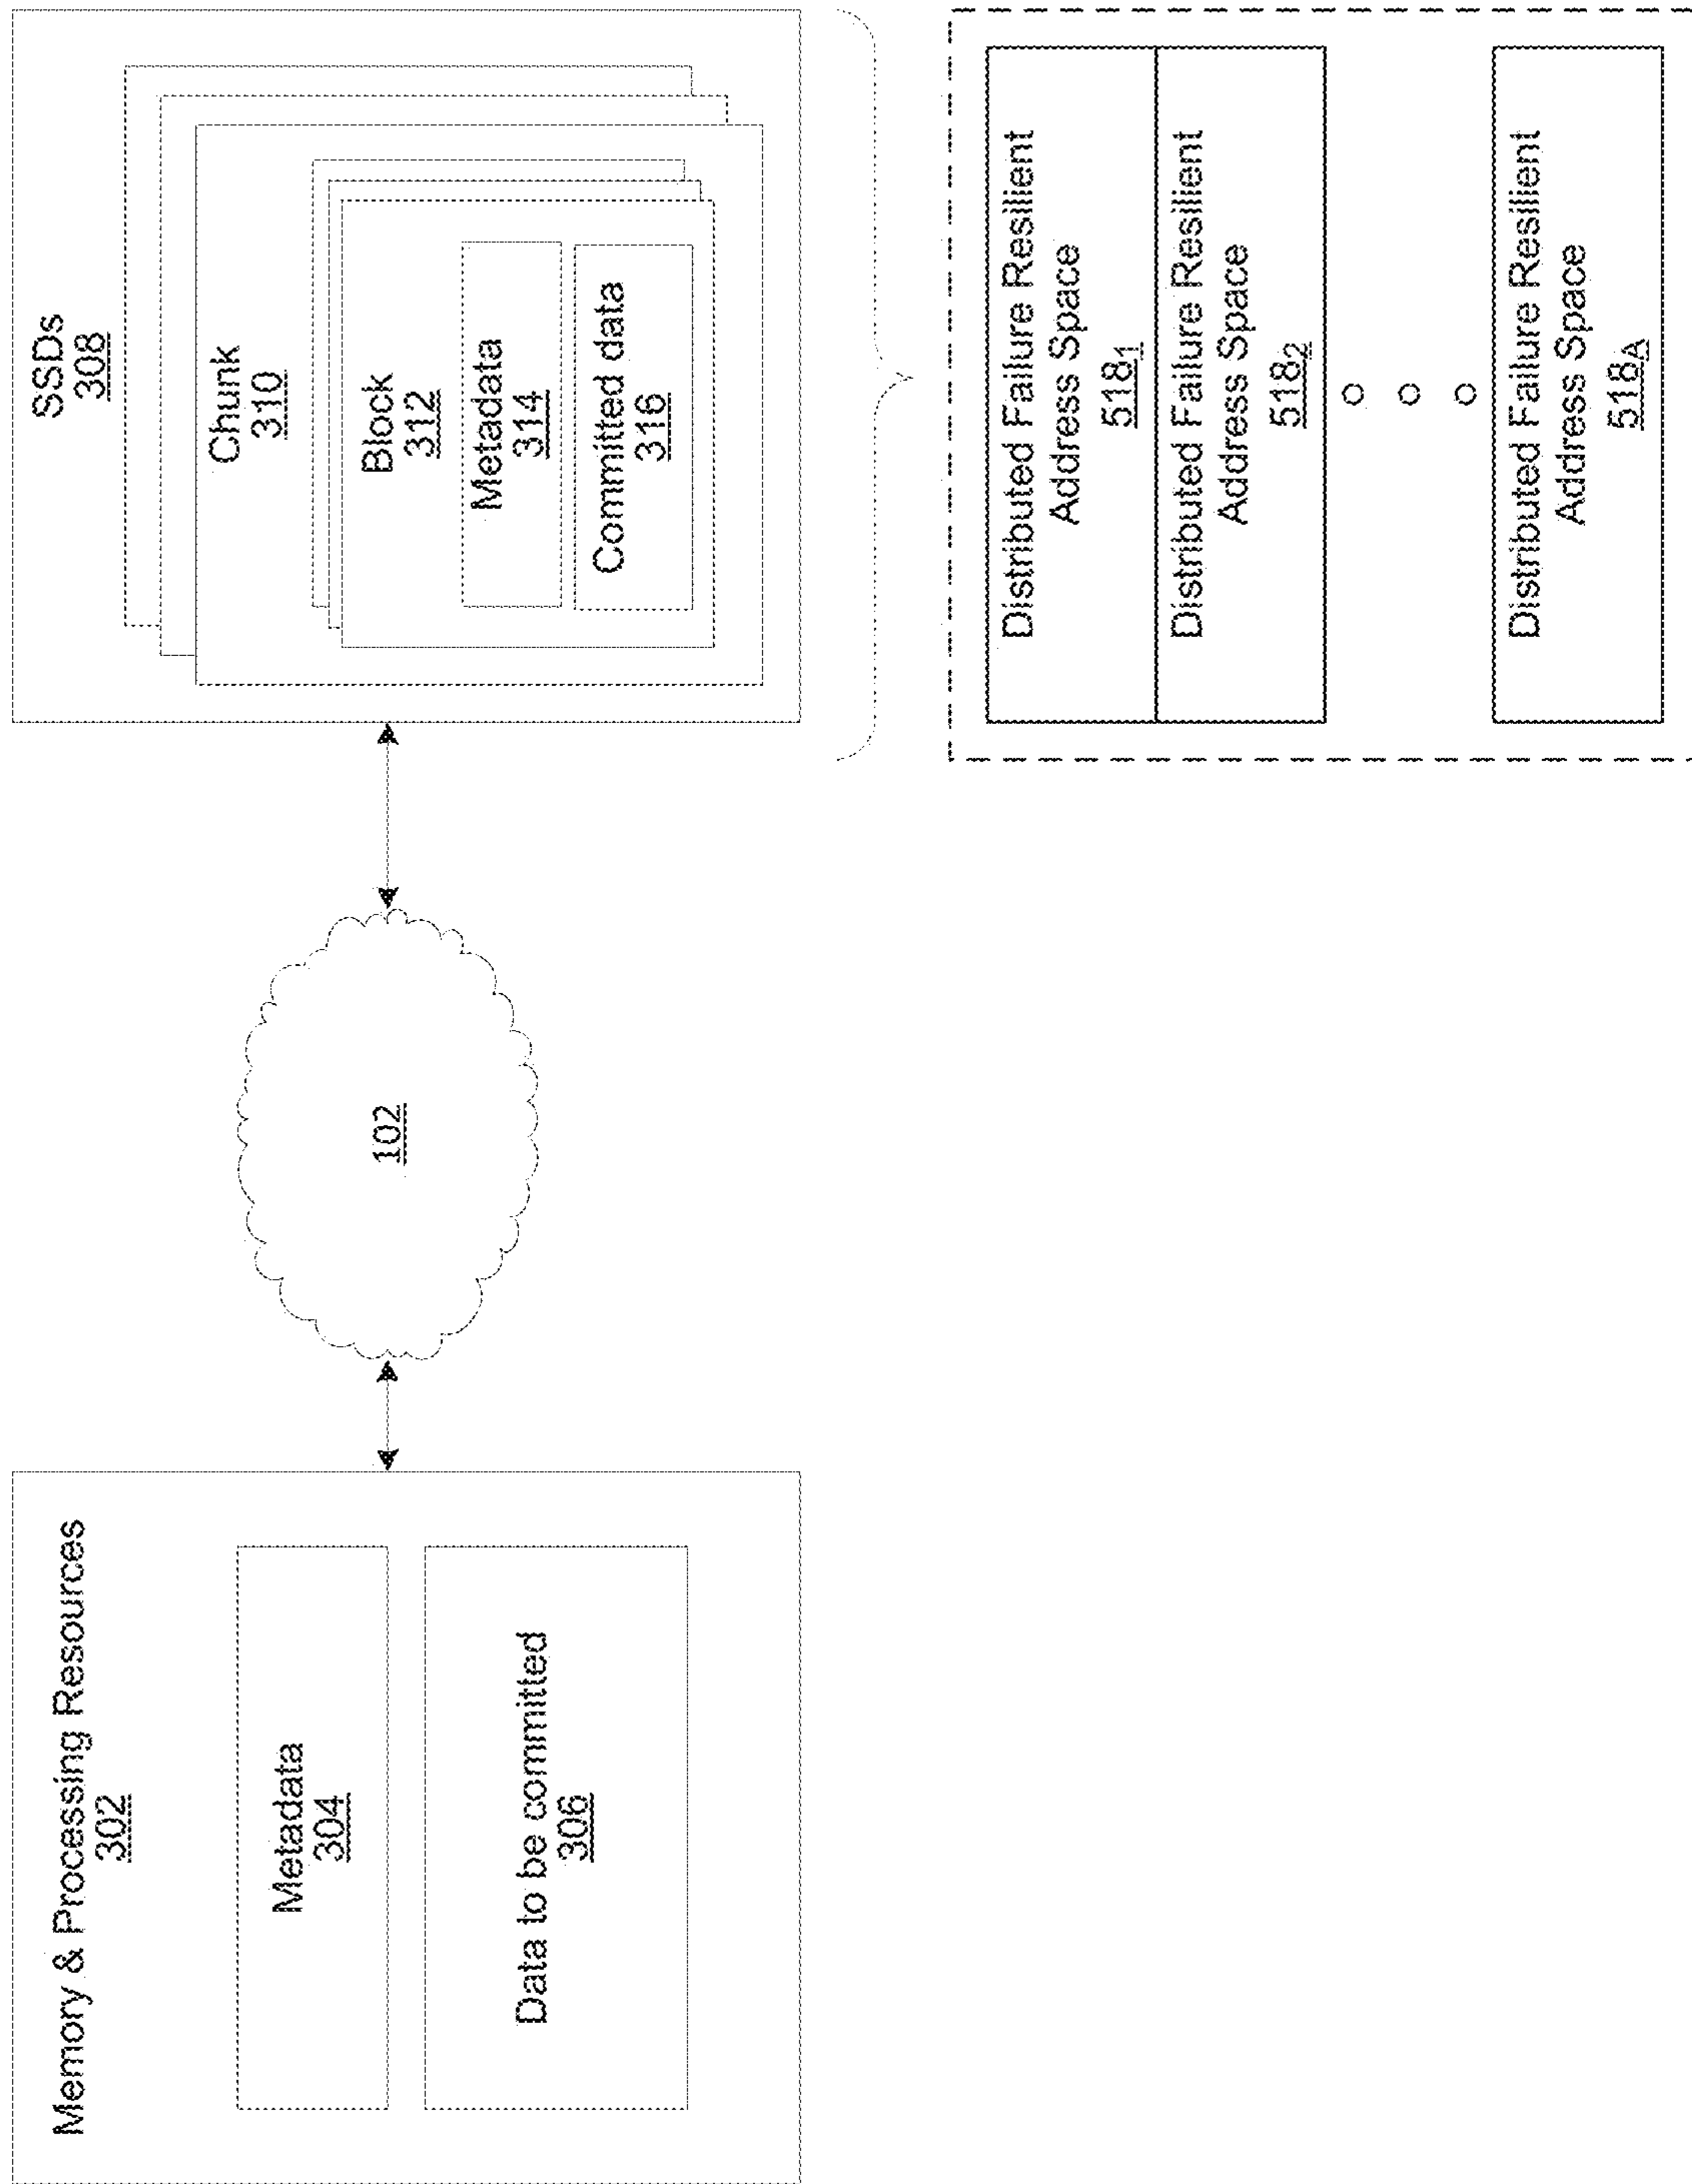 Memory & Processing Resources
302
Metadata
304
Data to be committed
306
102
SSDs
308
Chunk
310
Block
312
Metadata
314
Committed data
316
Distributed Failure Resilient
Address Space
518₁
Distributed Failure Resilient
Address Space
518₂
Distributed Failure Resilient
Address Space
518A